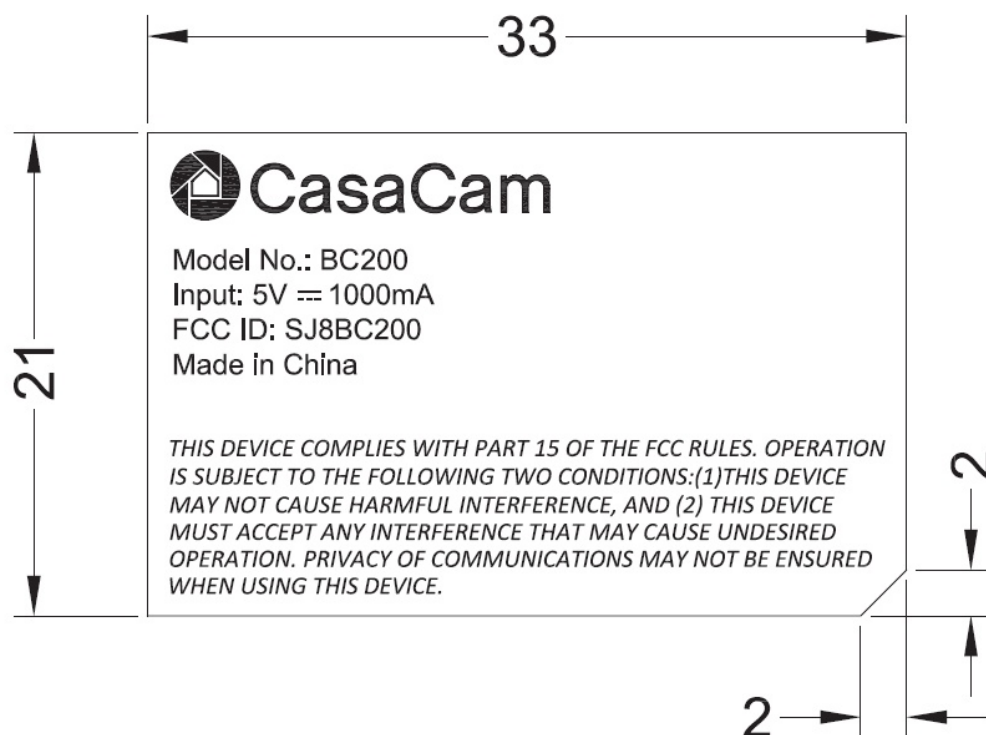 33
CasaCam
Model No.: BC200
Input: 5V ⎓ 1000mA
FCC ID: SJ8BC200
Made in China
21
THIS DEVICE COMPLIES WITH PART 15 OF THE FCC RULES. OPERATION
IS SUBJECT TO THE FOLLOWING TWO CONDITIONS:(1)THIS DEVICE
MAY NOT CAUSE HARMFUL INTERFERENCE, AND (2) THIS DEVICE
MUST ACCEPT ANY INTERFERENCE THAT MAY CAUSE UNDESIRED
OPERATION. PRIVACY OF COMMUNICATIONS MAY NOT BE ENSURED
WHEN USING THIS DEVICE.
2
2